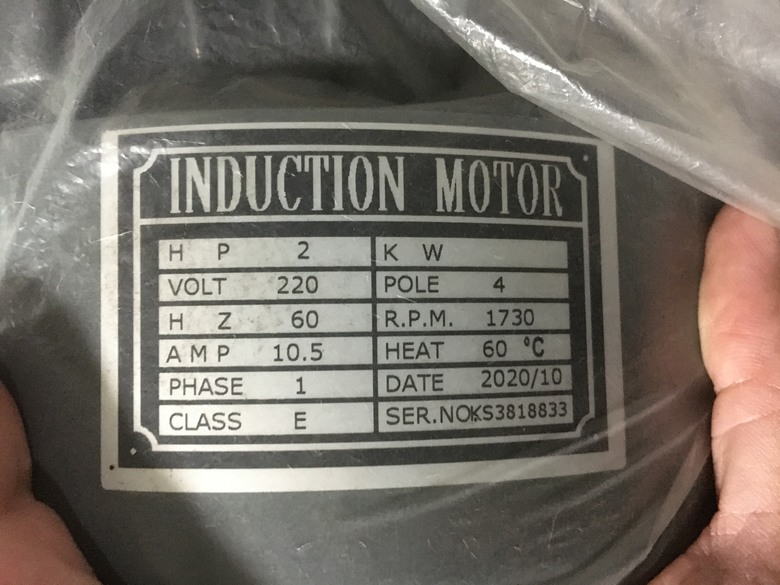 INDUCTION MOTOR
H P 2 K W
VOLT 220 POLE 4
H Z 60 R.P.M. 1730
A M P 10.5 HEAT 60 °C
PHASE 1 DATE 2020/10
CLASS E SER.NO.KS3818833